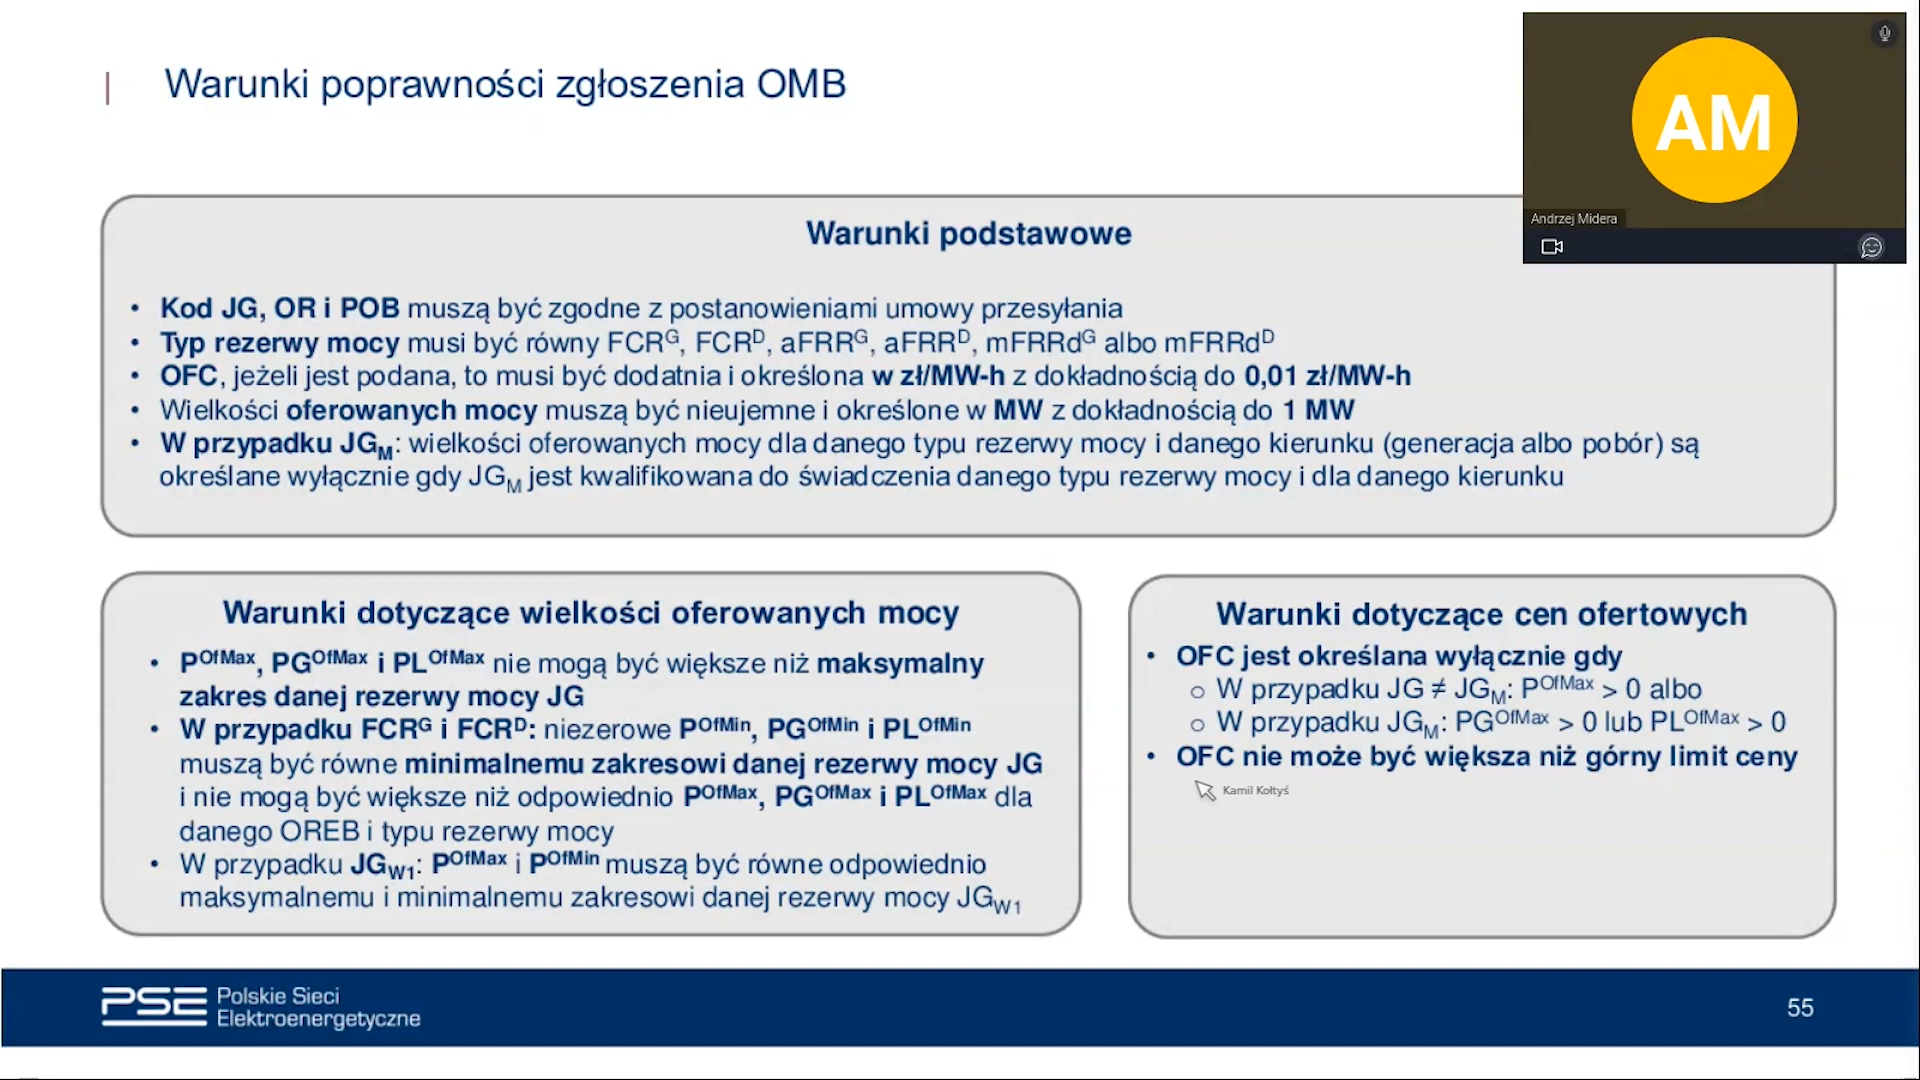 Warunki poprawności zgłoszenia OMB
AM
Andrzej Midera
Warunki podstawowe
• Kod JG, OR i POB muszą być zgodne z postanowieniami umowy przesyłania
• Typ rezerwy mocy musi być równy FCRᴳ, FCRᴰ, aFRRᴳ, aFRRᴰ, mFRRdᴳ albo mFRRdᴰ
• OFC, jeżeli jest podana, to musi być dodatnia i określona w zł/MW-h z dokładnością do 0,01 zł/MW-h
• Wielkości oferowanych mocy muszą być nieujemne i określone w MW z dokładnością do 1 MW
• W przypadku JGM: wielkości oferowanych mocy dla danego typu rezerwy mocy i danego kierunku (generacja albo pobór) są
określane wyłącznie gdy JGM jest kwalifikowana do świadczenia danego typu rezerwy mocy i dla danego kierunku
Warunki dotyczące wielkości oferowanych mocy
• POfMax, PGOfMax i PLOfMax nie mogą być większe niż maksymalny
zakres danej rezerwy mocy JG
• W przypadku FCRᴳ i FCRᴰ: niezerowe POfMin, PGOfMin i PLOfMin
muszą być równe minimalnemu zakresowi danej rezerwy mocy JG
i nie mogą być większe niż odpowiednio POfMax, PGOfMax i PLOfMax dla
danego OREB i typu rezerwy mocy
• W przypadku JGW1: POfMax i POfMin muszą być równe odpowiednio
maksymalnemu i minimalnemu zakresowi danej rezerwy mocy JGW1
Warunki dotyczące cen ofertowych
• OFC jest określana wyłącznie gdy
o W przypadku JG ≠ JGM: POfMax > 0 albo
o W przypadku JGM: PGOfMax > 0 lub PLOfMax > 0
• OFC nie może być większa niż górny limit ceny
Kamil Kołtyś
PSE Polskie Sieci
Elektroenergetyczne
55